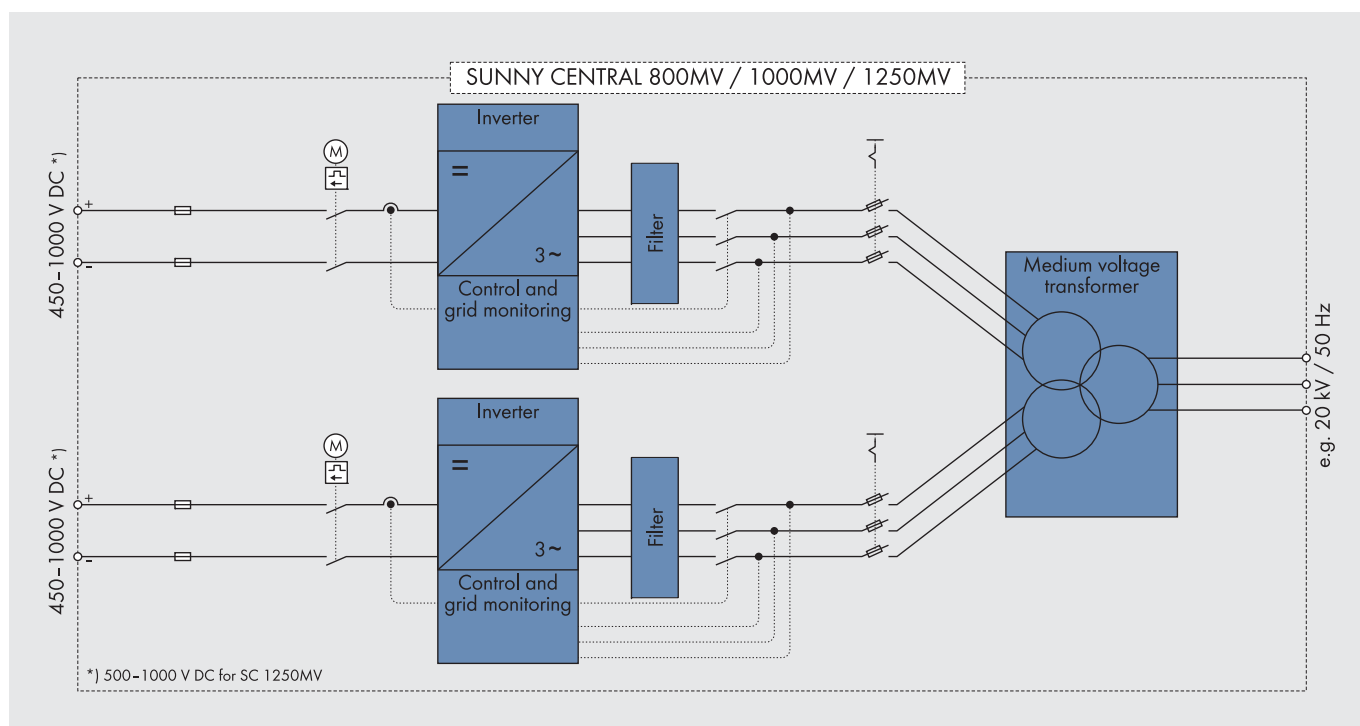 SUNNY CENTRAL 800MV / 1000MV / 1250MV
450–1000 V DC *)
+
-
M
Inverter
=
3~
Control and
grid monitoring
Filter
Medium voltage
transformer
e.g. 20 kV / 50 Hz
450–1000 V DC *)
+
-
M
Inverter
=
3~
Control and
grid monitoring
Filter
*) 500–1000 V DC for SC 1250MV